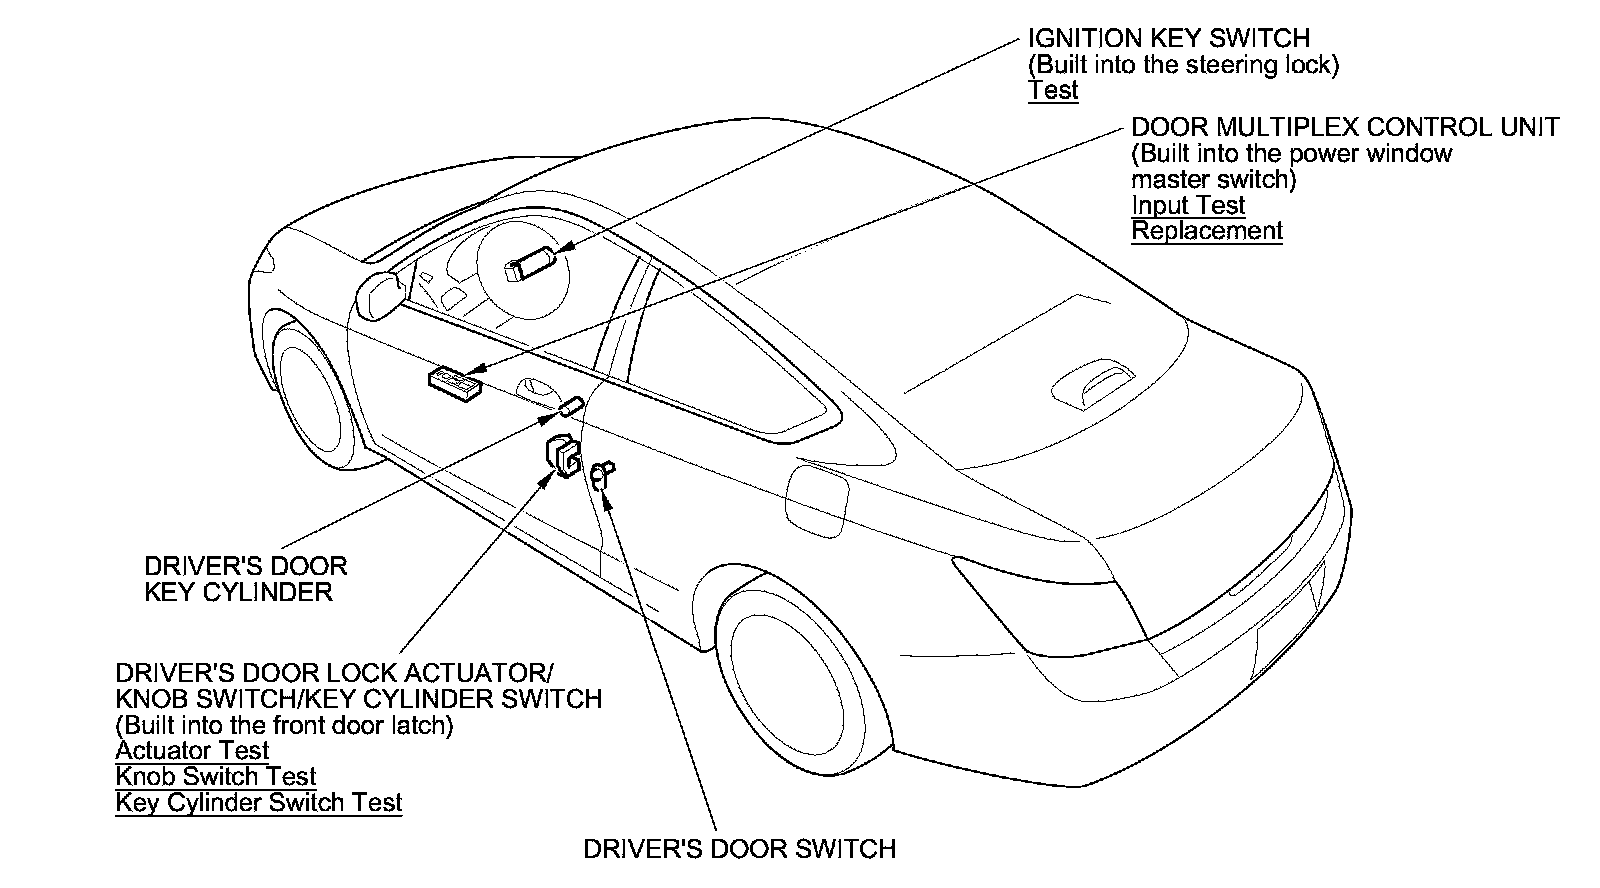 IGNITION KEY SWITCH
(Built into the steering lock)
Test
DOOR MULTIPLEX CONTROL UNIT
(Built into the power window
master switch)
Input Test
Replacement
DRIVER'S DOOR
KEY CYLINDER
DRIVER'S DOOR LOCK ACTUATOR/
KNOB SWITCH/KEY CYLINDER SWITCH
(Built into the front door latch)
Actuator Test
Knob Switch Test
Key Cylinder Switch Test
DRIVER'S DOOR SWITCH